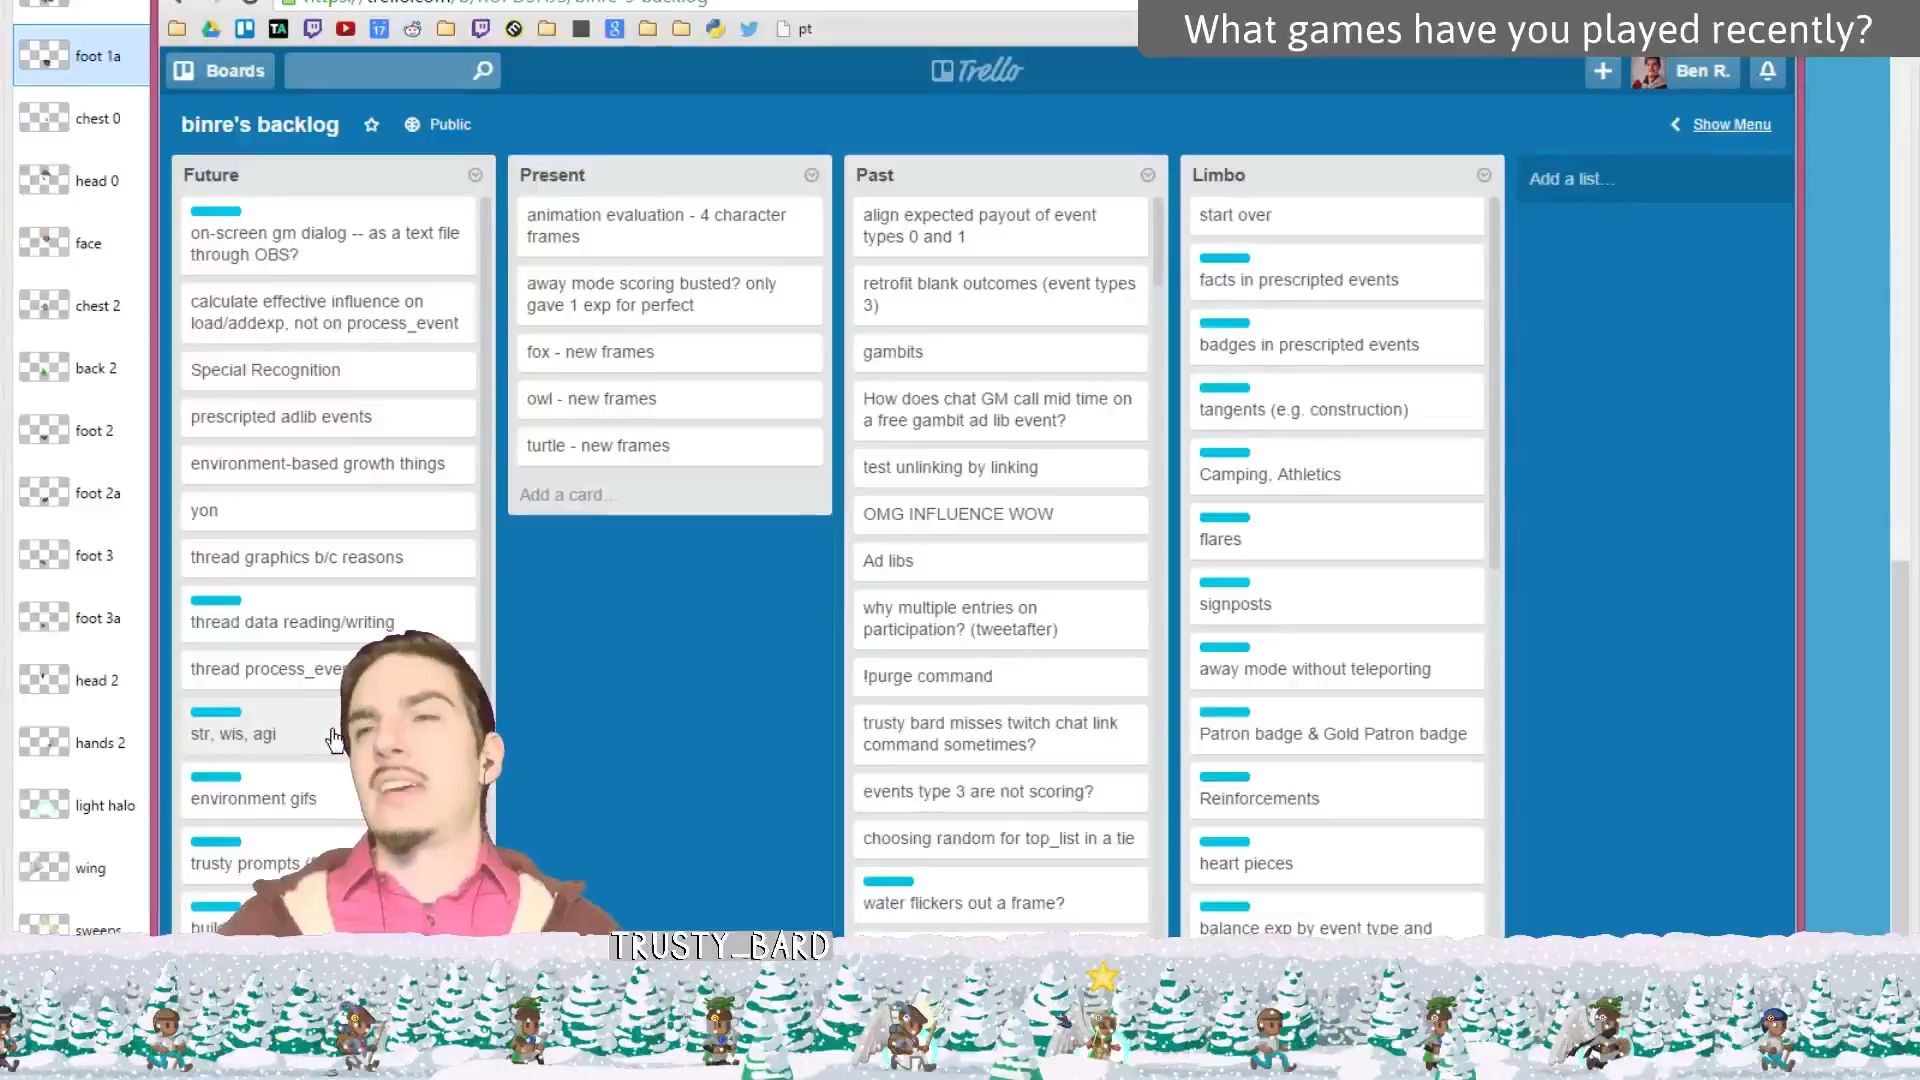 What games have you played recently?
pt
Boards
Trello
Ben R.
binre's backlog
Public
Show Menu
foot 1a
chest 0
head 0
face
chest 2
back 2
foot 2
foot 2a
foot 3
foot 3a
head 2
hands 2
light halo
wing
sweeps
Future
on-screen gm dialog -- as a text file
through OBS?
calculate effective influence on
load/addexp, not on process_event
Special Recognition
prescripted adlib events
environment-based growth things
yon
thread graphics b/c reasons
thread data reading/writing
thread
str, wis, agi
environment gifs
trusty prompts
Present
animation evaluation - 4 character
frames
away mode scoring busted? only
gave 1 exp for perfect
fox - new frames
owl - new frames
turtle - new frames
Add a card...
Past
align expected payout of event
types 0 and 1
retrofit blank outcomes (event types
3)
gambits
How does chat GM call mid time on
a free gambit ad lib event?
test unlinking by linking
OMG INFLUENCE WOW
Ad libs
why multiple entries on
participation? (tweetafter)
!purge command
trusty bard misses twitch chat link
command sometimes?
events type 3 are not scoring?
choosing random for top_list in a tie
water flickers out a frame?
Limbo
start over
facts in prescripted events
badges in prescripted events
tangents (e.g. construction)
Camping, Athletics
flares
signposts
away mode without teleporting
Patron badge & Gold Patron badge
Reinforcements
heart pieces
balance exp by event type and
Add a list...
TRUSTY_BARD